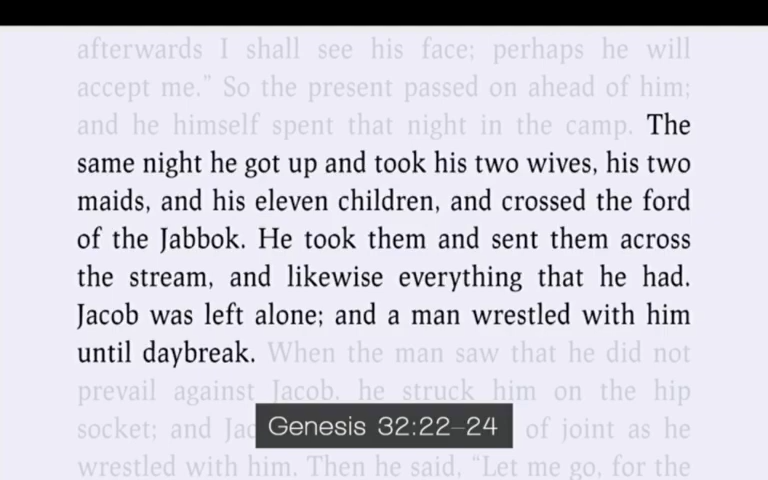 afterwards I shall see his face; perhaps he will
accept me." So the present passed on ahead of him;
and he himself spent that night in the camp. The
same night he got up and took his two wives, his two
maids, and his eleven children, and crossed the ford
of the Jabbok. He took them and sent them across
the stream, and likewise everything that he had.
Jacob was left alone; and a man wrestled with him
until daybreak. When the man saw that he did not
prevail against Jacob, he struck him on the hip
socket; and Jac of joint as he
Genesis 32:22–24
wrestled with him. Then he said, "Let me go, for the